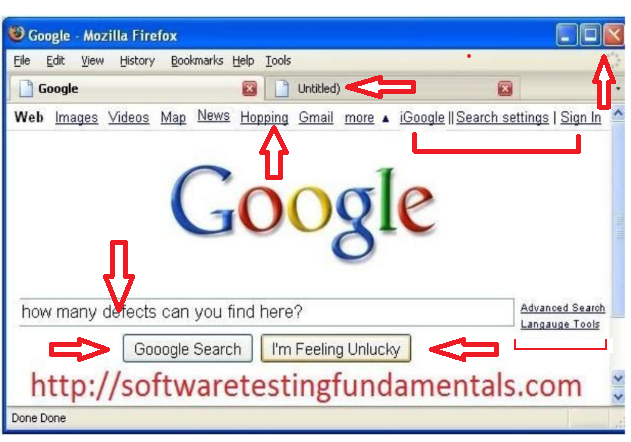 Google - Mozilla Firefox
File Edit View History Bookmarks Help Tools
Google Untitled)
Web Images Videos Map News Hopping Gmail more ▲ iGoogle || Search settings | Sign In
Google
how many defects can you find here?
Advanced Search
Langauge Tools
Gooogle Search I'm Feeling Unlucky
http://softwaretestingfundamentals.com
Done Done